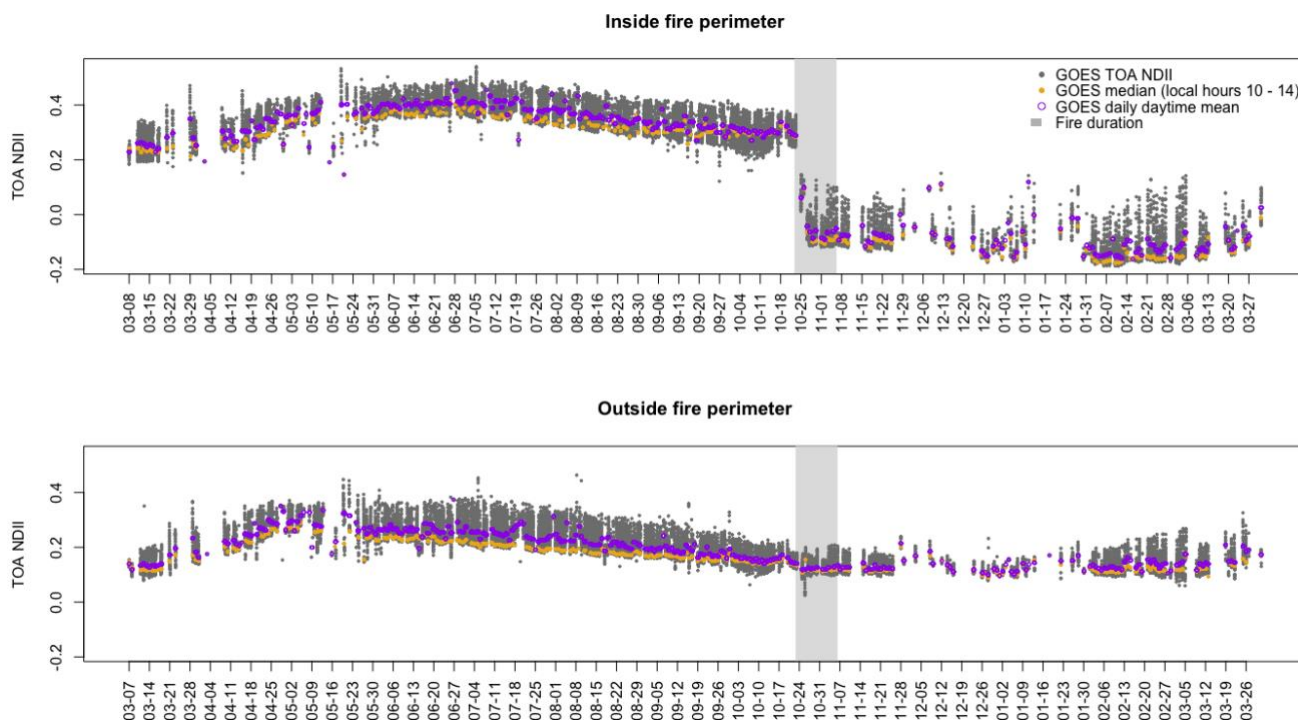 Inside fire perimeter
GOES TOA NDII
GOES median (local hours 10 - 14)
GOES daily daytime mean
Fire duration
TOA NDII
0.4
0.2
0.0
-0.2
03-08 03-15 03-22 03-29 04-05 04-12 04-19 04-26 05-03 05-10 05-17 05-24 05-31 06-07 06-14 06-21 06-28 07-05 07-12 07-19 07-26 08-02 08-09 08-16 08-23 08-30 09-06 09-13 09-20 09-27 10-04 10-11 10-18 10-25 11-01 11-08 11-15 11-22 11-29 12-06 12-13 12-20 12-27 01-03 01-10 01-17 01-24 01-31 02-07 02-14 02-21 02-28 03-06 03-13 03-20 03-27
Outside fire perimeter
TOA NDII
0.4
0.2
0.0
-0.2
03-07 03-14 03-21 03-28 04-04 04-11 04-18 04-25 05-02 05-09 05-16 05-23 05-30 06-06 06-13 06-20 06-27 07-04 07-11 07-18 07-25 08-01 08-08 08-15 08-22 08-29 09-05 09-12 09-19 09-26 10-03 10-10 10-17 10-24 10-31 11-07 11-14 11-21 11-28 12-05 12-12 12-19 12-26 01-02 01-09 01-16 01-23 01-30 02-06 02-13 02-20 02-27 03-05 03-12 03-19 03-26